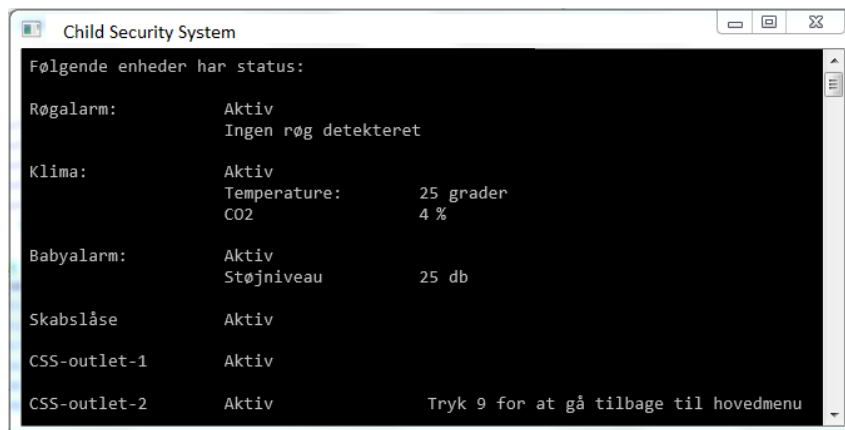 Child Security System
Følgende enheder har status:
Røgalarm: Aktiv
Ingen røg detekteret
Klima: Aktiv
Temperature: 25 grader
CO2 4 %
Babyalarm: Aktiv
Støjniveau 25 db
Skabslåse Aktiv
CSS-outlet-1 Aktiv
CSS-outlet-2 Aktiv Tryk 9 for at gå tilbage til hovedmenu